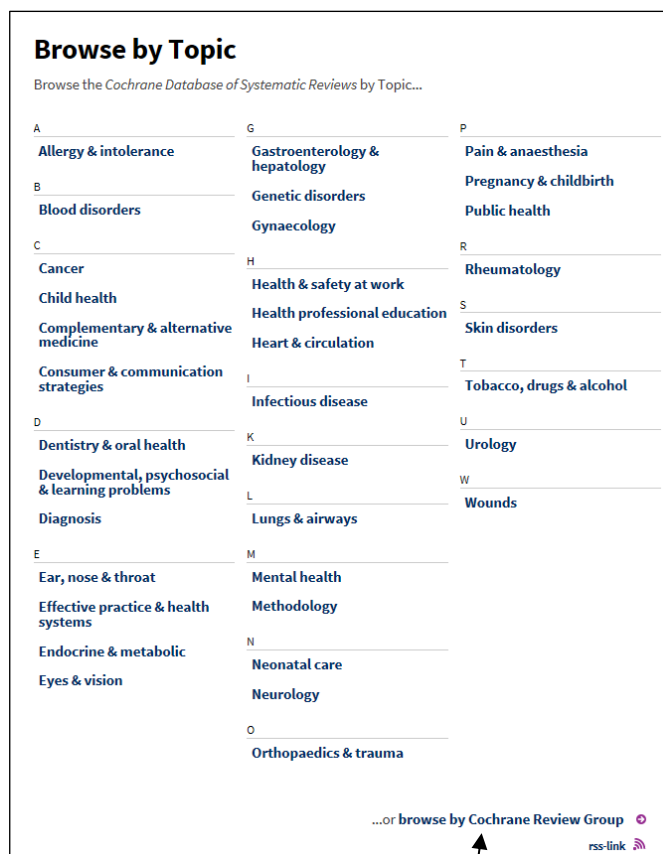 Browse by Topic
Browse the Cochrane Database of Systematic Reviews by Topic...
A
Allergy & intolerance
B
Blood disorders
C
Cancer
Child health
Complementary & alternative
medicine
Consumer & communication
strategies
D
Dentistry & oral health
Developmental, psychosocial
& learning problems
Diagnosis
E
Ear, nose & throat
Effective practice & health
systems
Endocrine & metabolic
Eyes & vision
G
Gastroenterology &
hepatology
Genetic disorders
Gynaecology
H
Health & safety at work
Health professional education
Heart & circulation
I
Infectious disease
K
Kidney disease
L
Lungs & airways
M
Mental health
Methodology
N
Neonatal care
Neurology
O
Orthopaedics & trauma
P
Pain & anaesthesia
Pregnancy & childbirth
Public health
R
Rheumatology
S
Skin disorders
T
Tobacco, drugs & alcohol
U
Urology
W
Wounds
...or browse by Cochrane Review Group
rss-link